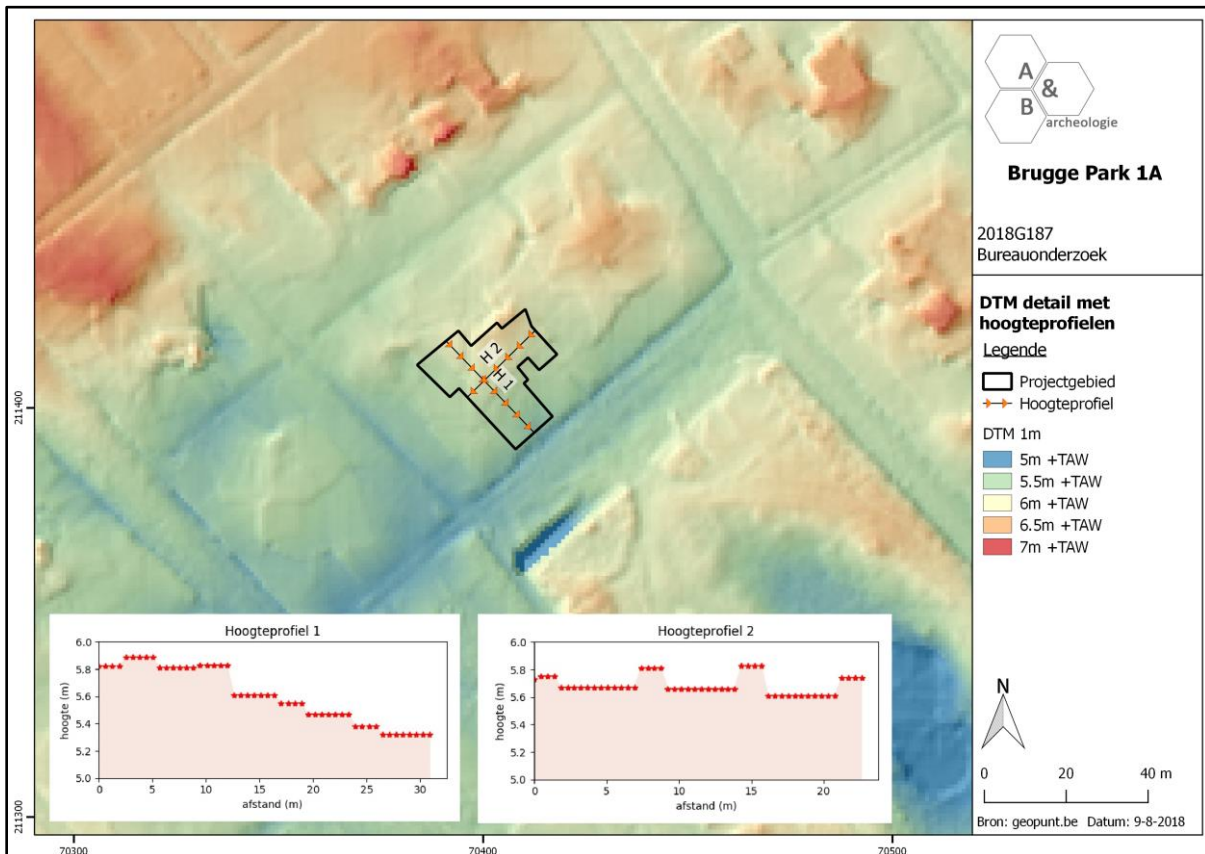 A
&
B
archeologie
Brugge Park 1A
2018G187
Bureauonderzoek
DTM detail met
hoogteprofielen
Legende
Projectgebied
Hoogteprofiel
DTM 1m
5m +TAW
5.5m +TAW
6m +TAW
6.5m +TAW
7m +TAW
N
0 20 40 m
Bron: geopunt.be Datum: 9-8-2018
H 2
H 1
211400
211300
70300
70400
70500
Hoogteprofiel 1
hoogte (m)
6.0
5.8
5.6
5.4
5.2
5.0
0 5 10 15 20 25 30
afstand (m)
Hoogteprofiel 2
hoogte (m)
6.0
5.8
5.6
5.4
5.2
5.0
0 5 10 15 20
afstand (m)